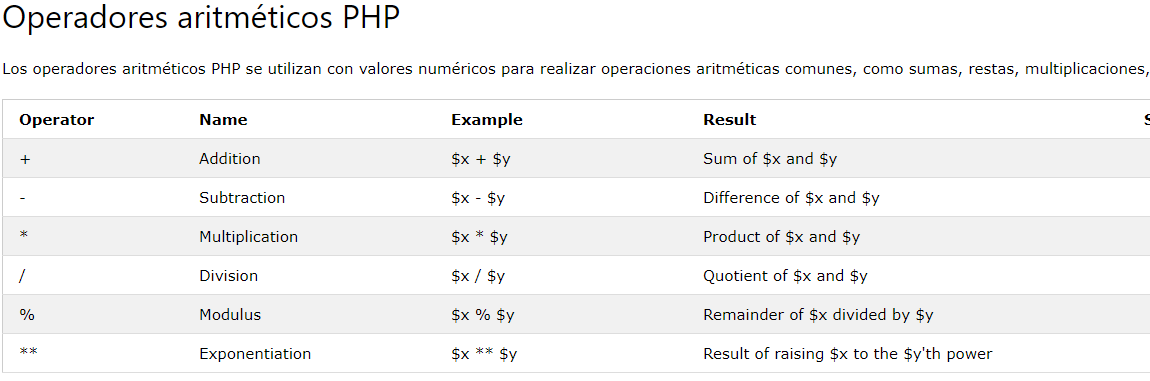 Operadores aritméticos PHP
Los operadores aritméticos PHP se utilizan con valores numéricos para realizar operaciones aritméticas comunes, como sumas, restas, multiplicaciones,
Operator Name Example Result
+ Addition $x + $y Sum of $x and $y
- Subtraction $x - $y Difference of $x and $y
* Multiplication $x * $y Product of $x and $y
/ Division $x / $y Quotient of $x and $y
% Modulus $x % $y Remainder of $x divided by $y
** Exponentiation $x ** $y Result of raising $x to the $y'th power